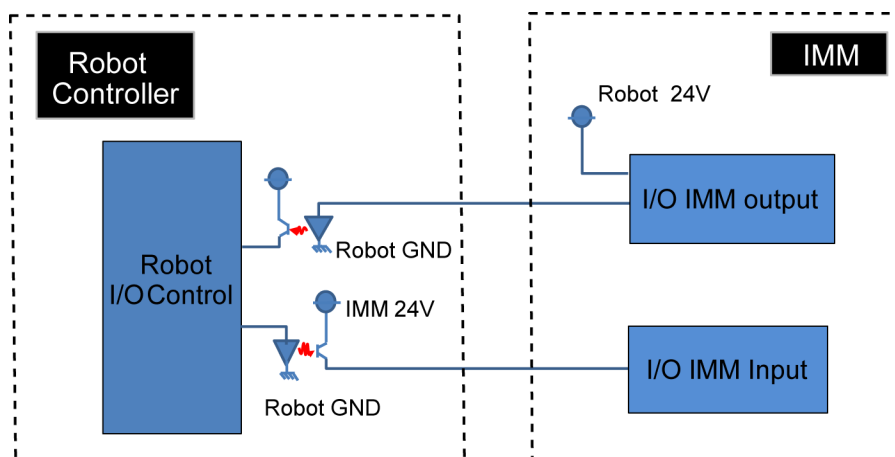 Robot
Controller
IMM
Robot 24V
I/O IMM output
Robot GND
Robot
I/O Control
IMM 24V
I/O IMM Input
Robot GND